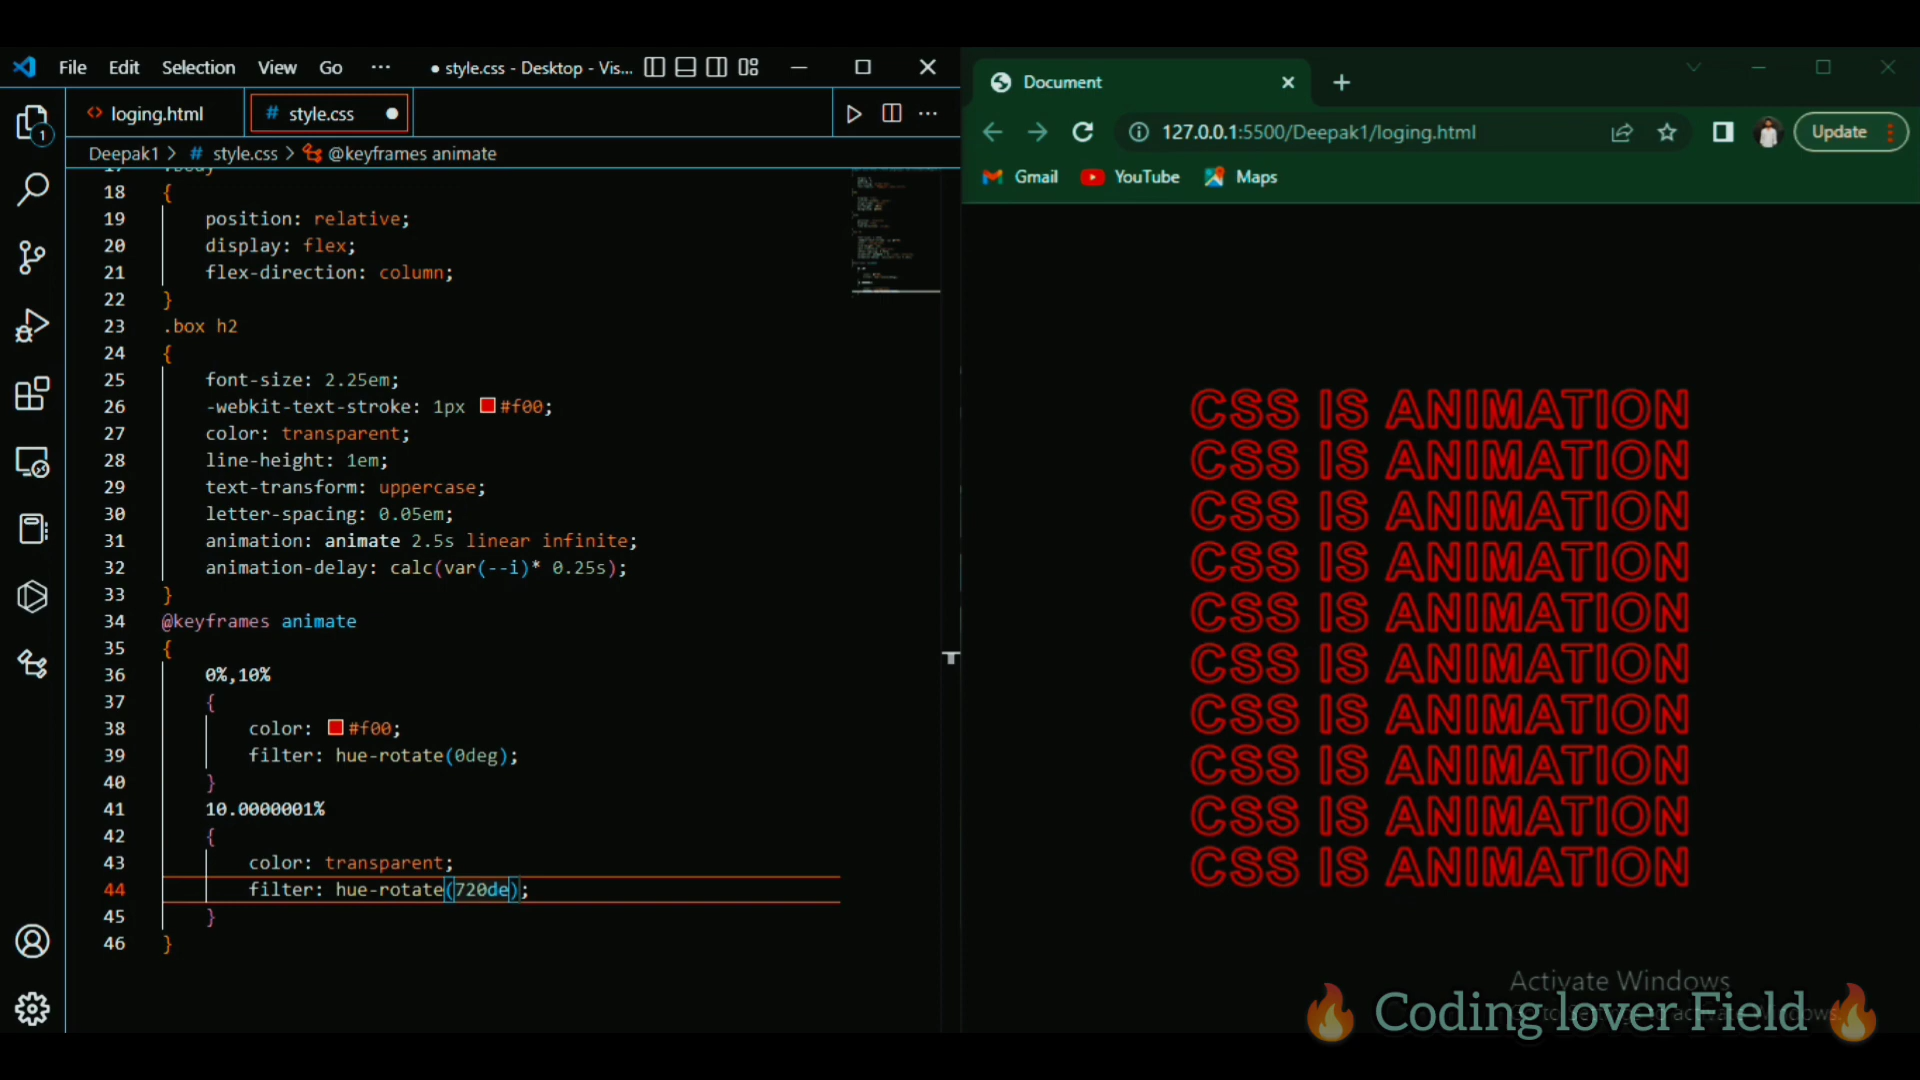 File Edit Selection View Go ··· ● style.css - Desktop - Vis...
1
<> loging.html
# style.css ●
Deepak1 > # style.css > @keyframes animate
18 {
19 position: relative;
20 display: flex;
21 flex-direction: column;
22 }
23 .box h2
24 {
25 font-size: 2.25em;
26 -webkit-text-stroke: 1px #f00;
27 color: transparent;
28 line-height: 1em;
29 text-transform: uppercase;
30 letter-spacing: 0.05em;
31 animation: animate 2.5s linear infinite;
32 animation-delay: calc(var(--i)* 0.25s);
33 }
34 @keyframes animate
35 {
36 0%,10%
37 {
38 color: #f00;
39 filter: hue-rotate(0deg);
40 }
41 10.0000001%
42 {
43 color: transparent;
44 filter: hue-rotate(720de);
45 }
46 }
Document
127.0.0.1:5500/Deepak1/loging.html
Update
Gmail YouTube Maps
CSS IS ANIMATION
CSS IS ANIMATION
CSS IS ANIMATION
CSS IS ANIMATION
CSS IS ANIMATION
CSS IS ANIMATION
CSS IS ANIMATION
CSS IS ANIMATION
CSS IS ANIMATION
CSS IS ANIMATION
Activate Windows
🔥 Coding lover Field 🔥